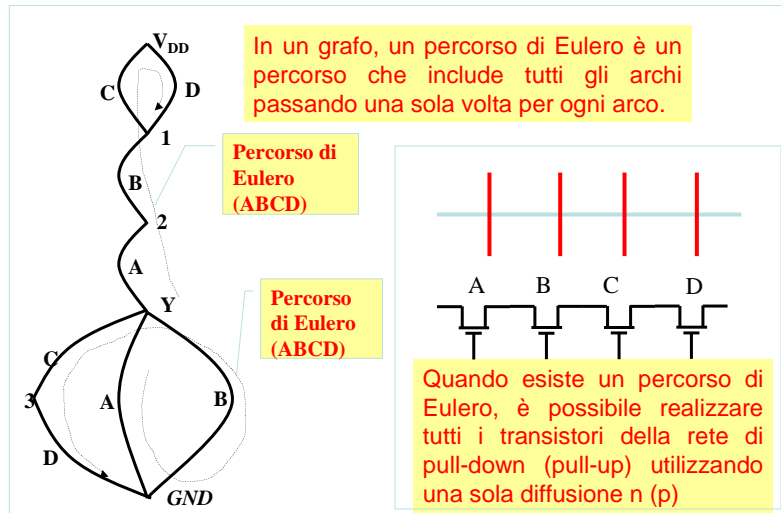 V_DD
In un grafo, un percorso di Eulero è un
percorso che include tutti gli archi
passando una sola volta per ogni arco.
C
D
1
Percorso di
Eulero
(ABCD)
B
2
A
Y
Percorso
di Eulero
(ABCD)
C
3
A
B
D
GND
A B C D
Quando esiste un percorso di
Eulero, è possibile realizzare
tutti i transistori della rete di
pull-down (pull-up) utilizzando
una sola diffusione n (p)